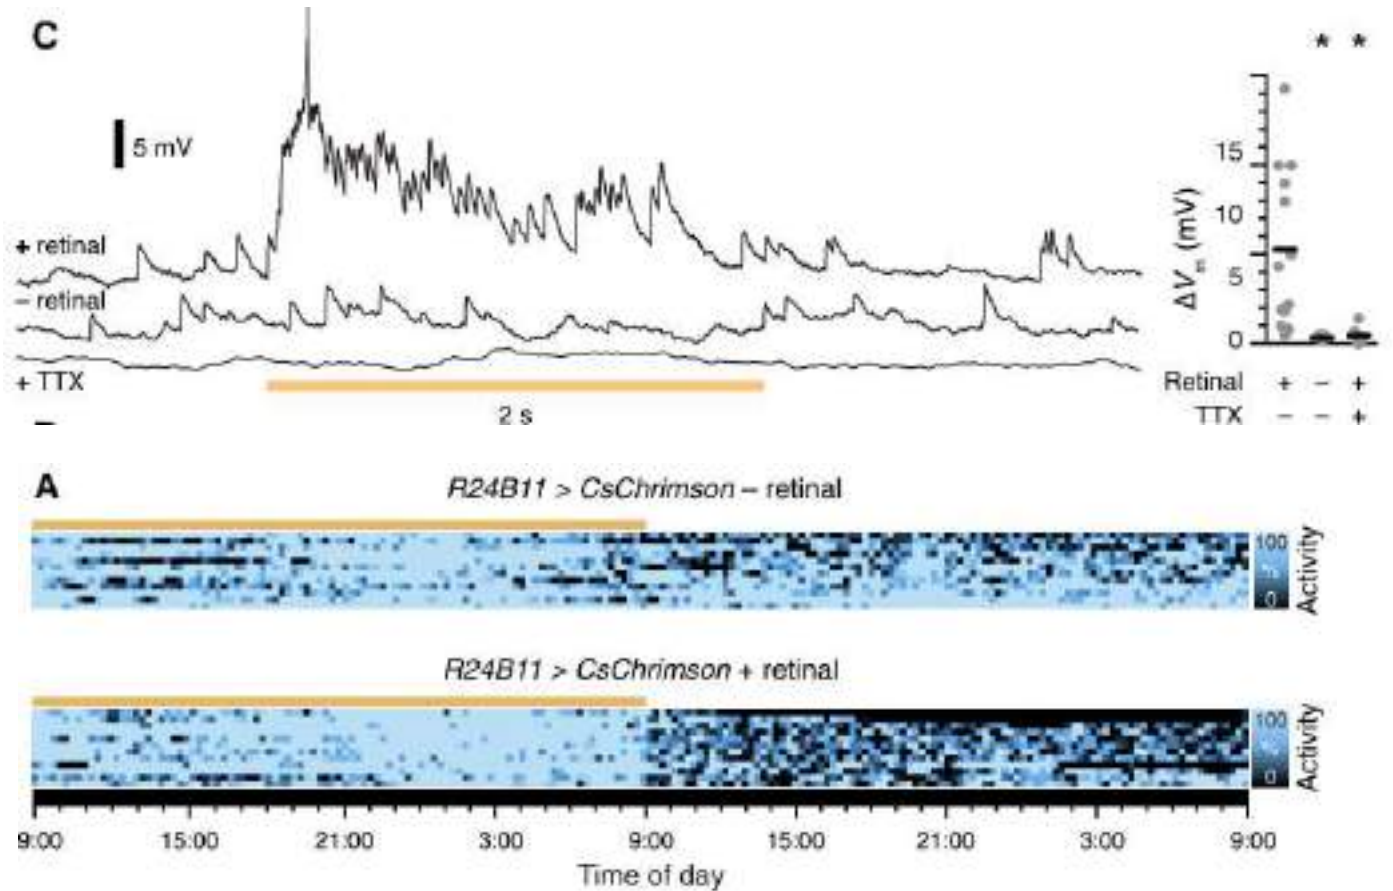 C
* *
5 mV
15
+ retinal
10
ΔVm (mV)
– retinal
5
0
+ TTX
Retinal + – +
2 s
TTX – – +
A
R24B11 > CsChrimson – retinal
100
0
Activity
R24B11 > CsChrimson + retinal
100
0
Activity
9:00 15:00 21:00 3:00 9:00 15:00 21:00 3:00 9:00
Time of day